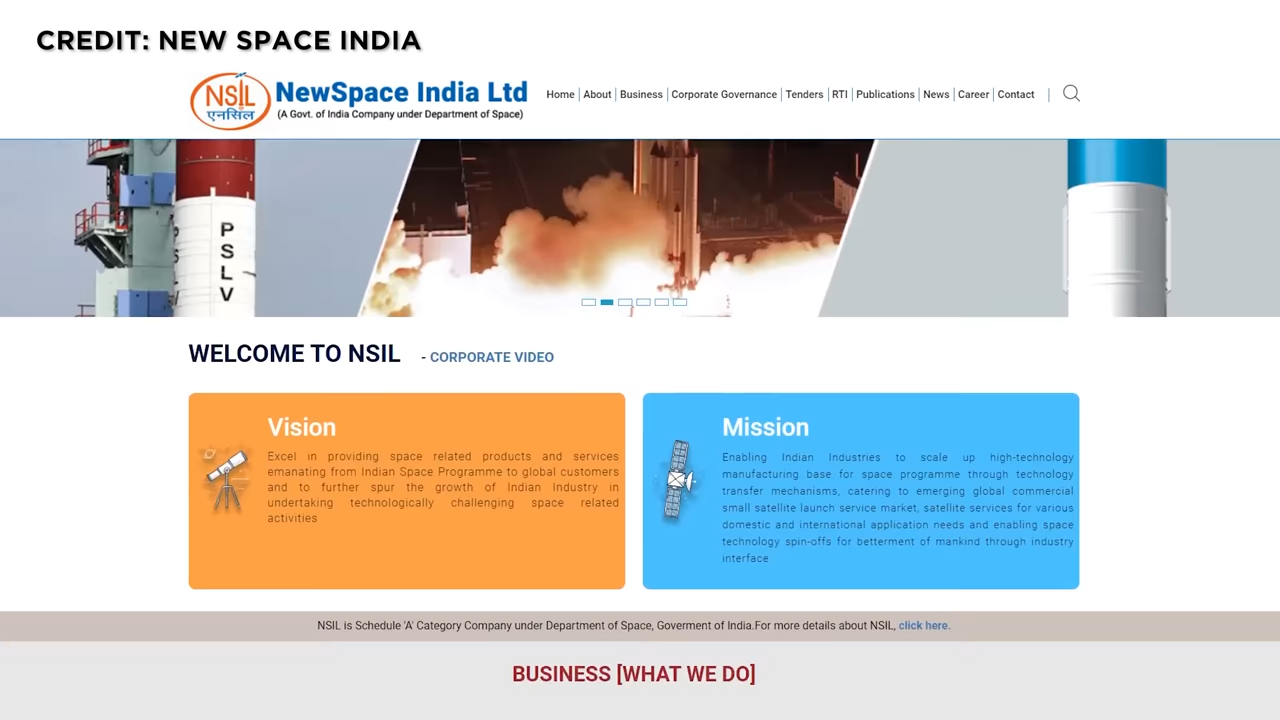 CREDIT: NEW SPACE INDIA
NSIL
एनसिल
NewSpace India Ltd
(A Govt. of India Company under Department of Space)
Home About Business Corporate Governance Tenders RTI Publications News Career Contact
PSLV
WELCOME TO NSIL - CORPORATE VIDEO
Vision
Excel in providing space related products and services
emanating from Indian Space Programme to global customers
and to further spur the growth of Indian Industry in
undertaking technologically challenging space related
activities
Mission
Enabling Indian Industries to scale up high-technology
manufacturing base for space programme through technology
transfer mechanisms, catering to emerging global commercial
small satellite launch service market, satellite services for various
domestic and international application needs and enabling space
technology spin-offs for betterment of mankind through industry
interface
NSIL is Schedule 'A' Category Company under Department of Space, Goverment of India.For more details about NSIL, click here.
BUSINESS [WHAT WE DO]